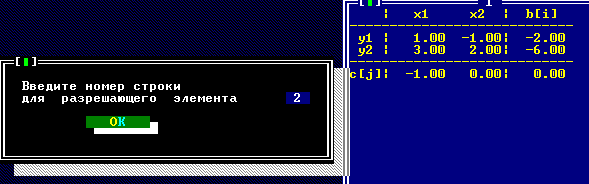 x1 x2 b[i]
y1 1.00 -1.00 -2.00
y2 3.00 2.00 -6.00
c[j] -1.00 0.00 0.00
Введите номер строки
для разрешающего элемента 2
OK